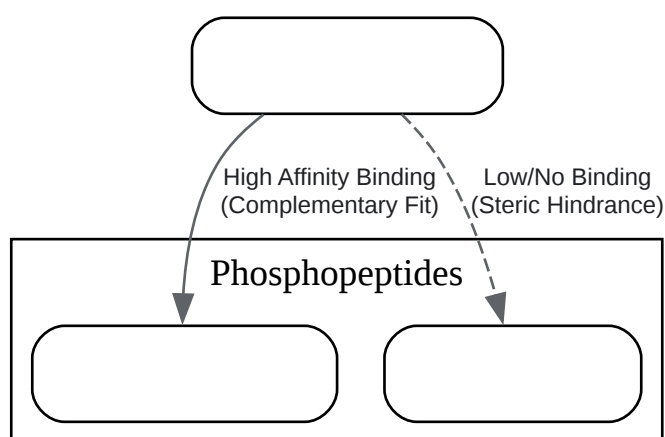 High Affinity Binding
(Complementary Fit)
Low/No Binding
(Steric Hindrance)
Phosphopeptides